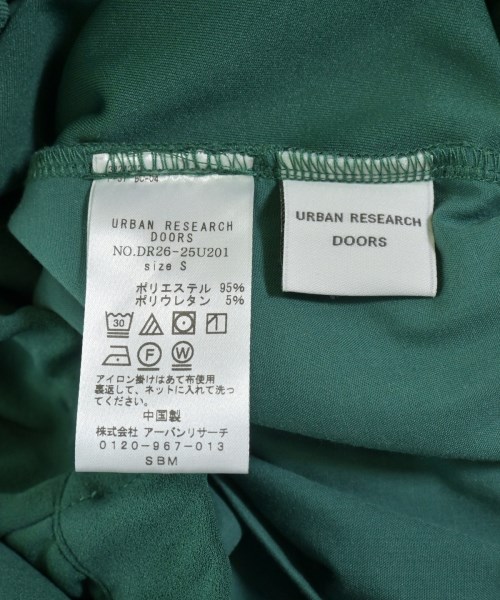 BC-04
URBAN RESEARCH
DOORS
NO.DR26-25U201
size S
ポリエステル 95%
ポリウレタン 5%
30
F W
アイロン掛けはあて布使用
裏返して、ネットに入れて洗っ
てください。
中国製
株式会社 アーバンリサーチ
0120-967-013
SBM
URBAN RESEARCH
DOORS